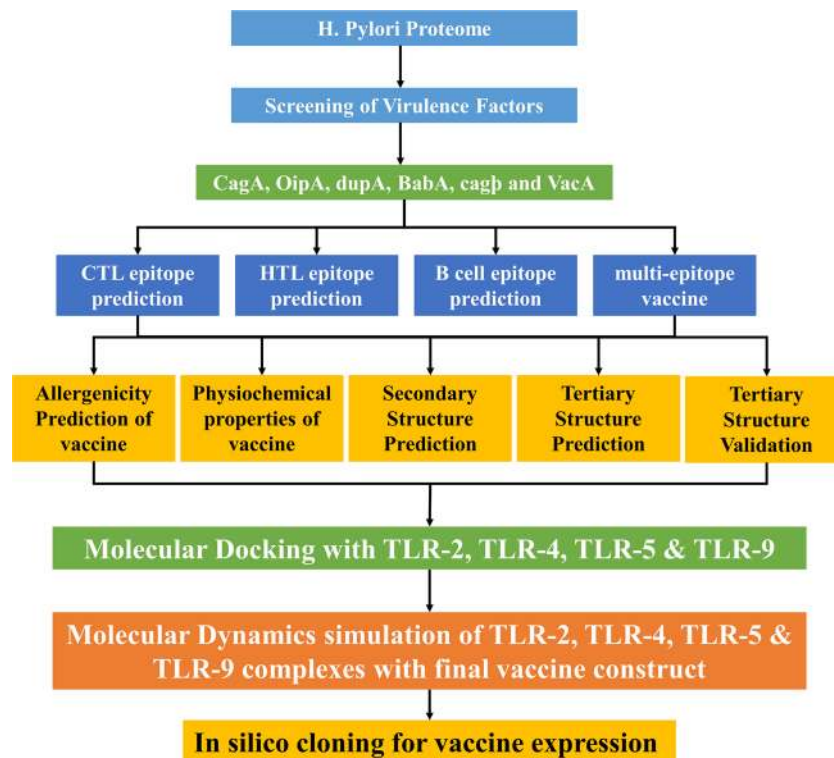 H. Pylori Proteome
Screening of Virulence Factors
CagA, OipA, dupA, BabA, cagþ and VacA
CTL epitope
prediction
HTL epitope
prediction
B cell epitope
prediction
multi-epitope
vaccine
Allergenicity
Prediction of
vaccine
Physiochemical
properties of
vaccine
Secondary
Structure
Prediction
Tertiary
Structure
Prediction
Tertiary
Structure
Validation
Molecular Docking with TLR-2, TLR-4, TLR-5 & TLR-9
Molecular Dynamics simulation of TLR-2, TLR-4, TLR-5 &
TLR-9 complexes with final vaccine construct
In silico cloning for vaccine expression